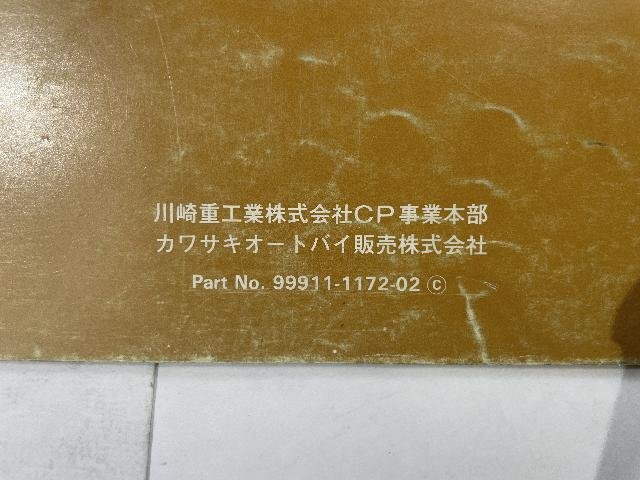 川崎重工業株式会社CP事業本部
カワサキオートバイ販売株式会社
Part No. 99911-1172-02 ©